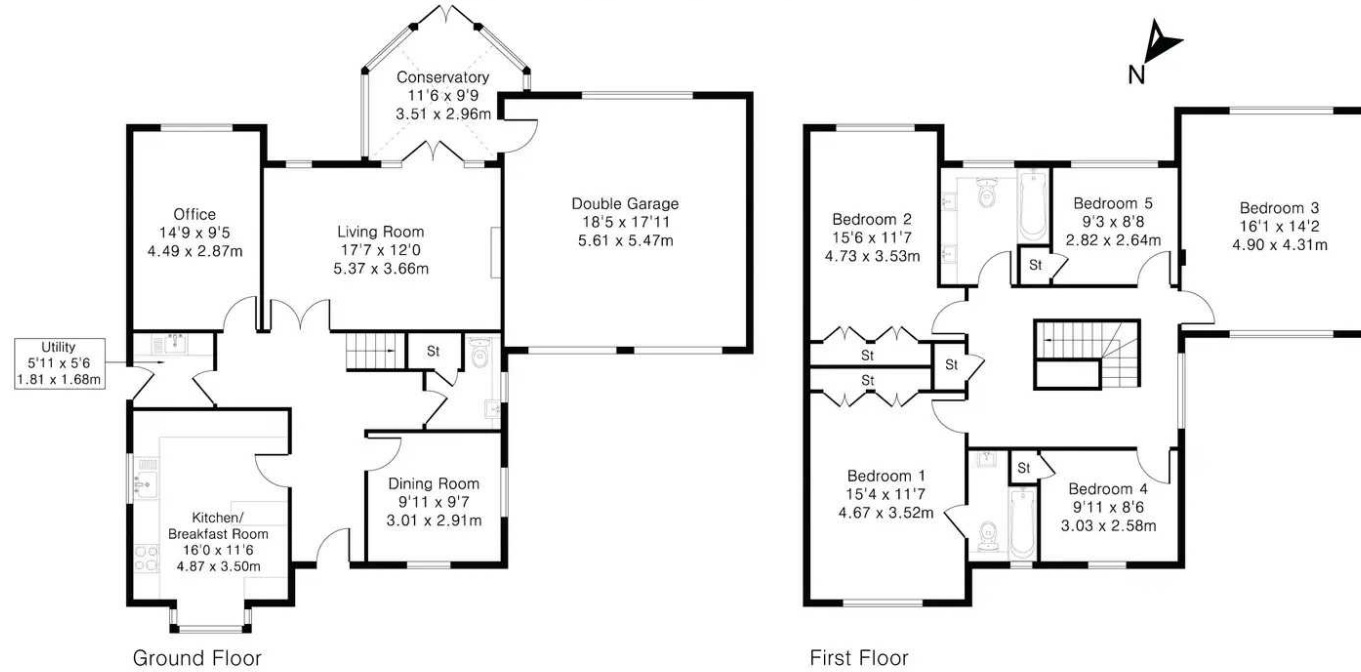 Conservatory
11'6 x 9'9
3.51 x 2.96m
Office
14'9 x 9'5
4.49 x 2.87m
Living Room
17'7 x 12'0
5.37 x 3.66m
Double Garage
18'5 x 17'11
5.61 x 5.47m
Utility
5'11 x 5'6
1.81 x 1.68m
St
Kitchen/
Breakfast Room
16'0 x 11'6
4.87 x 3.50m
Dining Room
9'11 x 9'7
3.01 x 2.91m
Ground Floor
N
Bedroom 2
15'6 x 11'7
4.73 x 3.53m
St
Bedroom 5
9'3 x 8'8
2.82 x 2.64m
Bedroom 3
16'1 x 14'2
4.90 x 4.31m
St
St
St
Bedroom 1
15'4 x 11'7
4.67 x 3.52m
St
Bedroom 4
9'11 x 8'6
3.03 x 2.58m
First Floor